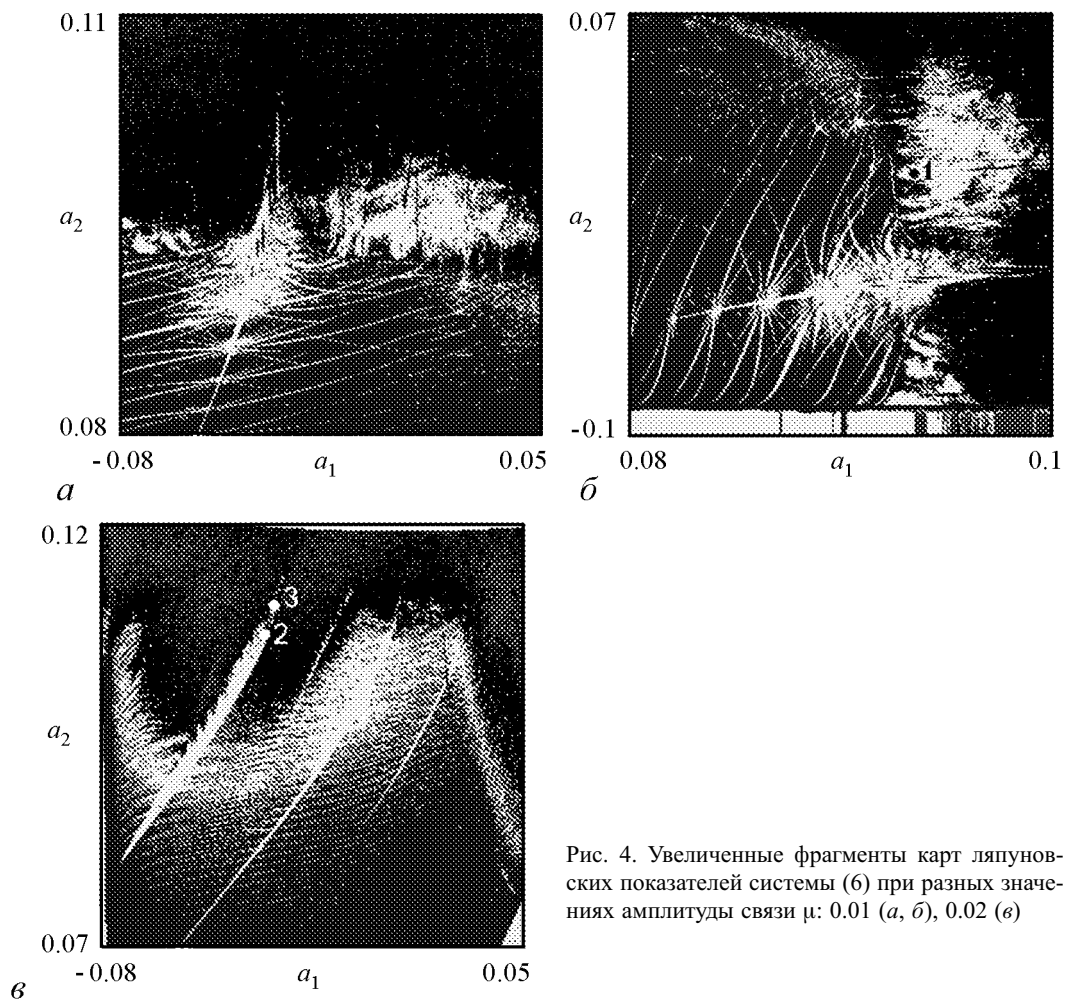 0.11
a2
0.08
-0.08
a1
0.05
а
0.07
1
a2
-0.1
0.08
a1
0.1
б
0.12
3
2
a2
0.07
-0.08
a1
0.05
в
Рис. 4. Увеличенные фрагменты карт ляпунов-
ских показателей системы (6) при разных значе-
ниях амплитуды связи μ: 0.01 (а, б), 0.02 (в)